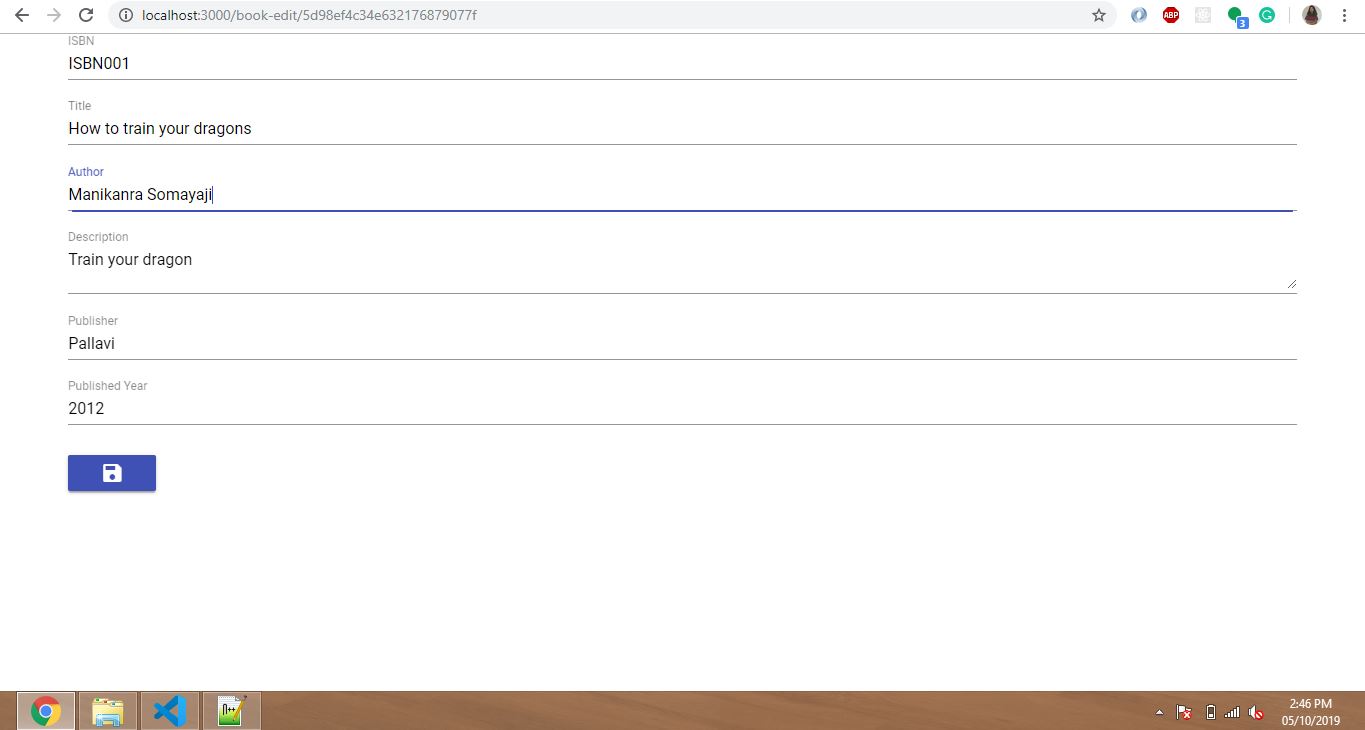 localhost:3000/book-edit/5d98ef4c34e632176879077f
ABP
3
G
ISBN
ISBN001
Title
How to train your dragons
Author
Manikanra Somayaji
Description
Train your dragon
Publisher
Pallavi
Published Year
2012
2:46 PM
05/10/2019